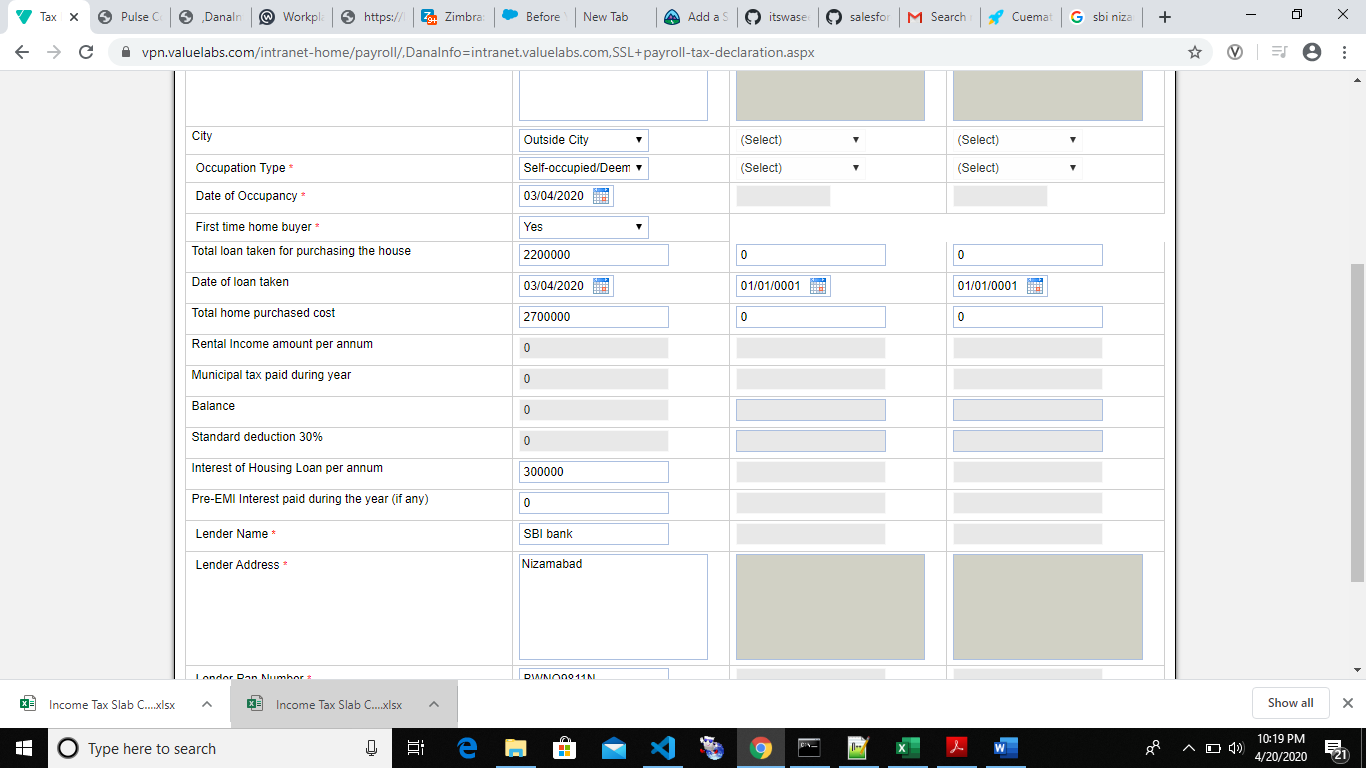 Tax
Pulse C
,DanaIn
Workpla
https://
Zimbra:
Before
New Tab
Add a S
itswasee
salesfor
Search
Cuemat
sbi niza
vpn.valuelabs.com/intranet-home/payroll/,DanaInfo=intranet.valuelabs.com,SSL+payroll-tax-declaration.aspx
City Outside City (Select) (Select)
Occupation Type * Self-occupied/Deem (Select) (Select)
Date of Occupancy * 03/04/2020
First time home buyer * Yes
Total loan taken for purchasing the house 2200000 0 0
Date of loan taken 03/04/2020 01/01/0001 01/01/0001
Total home purchased cost 2700000 0 0
Rental Income amount per annum 0
Municipal tax paid during year 0
Balance 0
Standard deduction 30% 0
Interest of Housing Loan per annum 300000
Pre-EMI Interest paid during the year (if any) 0
Lender Name * SBI bank
Lender Address * Nizamabad
Lender Pan Number *
Income Tax Slab C....xlsx
Income Tax Slab C....xlsx
Show all
Type here to search
10:19 PM
4/20/2020
21